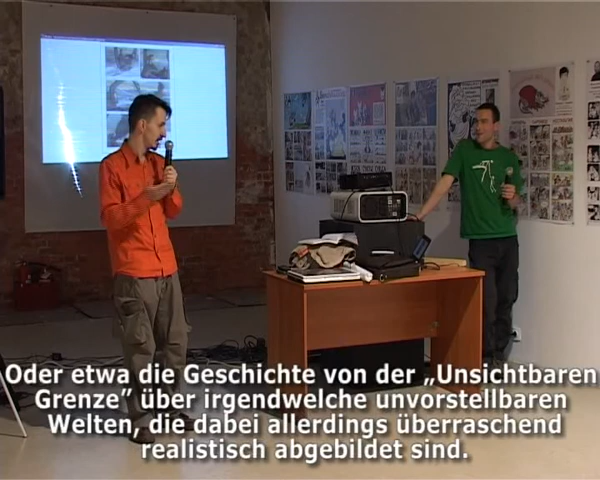 Oder etwa die Geschichte von der „Unsichtbaren
Grenze” über irgendwelche unvorstellbaren
Welten, die dabei allerdings überraschend
realistisch abgebildet sind.